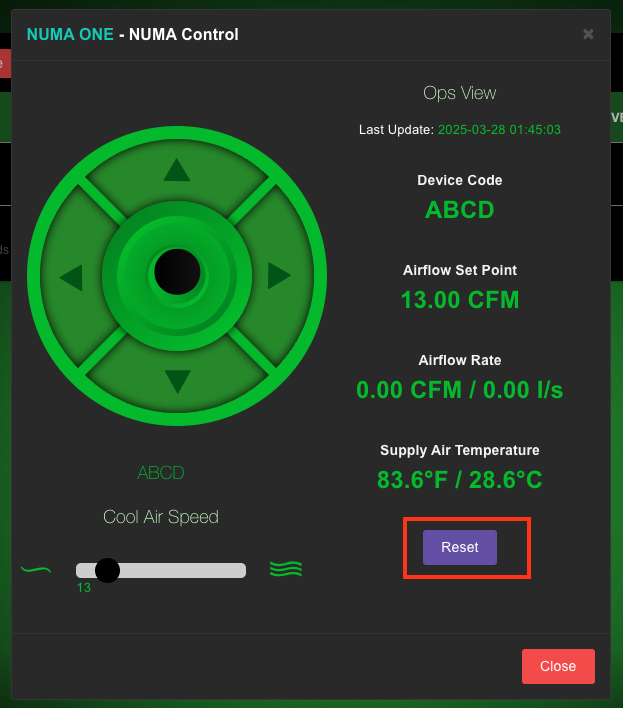 NUMA ONE - NUMA Control
Ops View
Last Update: 2025-03-28 01:45:03
Device Code
ABCD
Airflow Set Point
13.00 CFM
Airflow Rate
0.00 CFM / 0.00 l/s
Supply Air Temperature
83.6°F / 28.6°C
Reset
ABCD
Cool Air Speed
13
Close